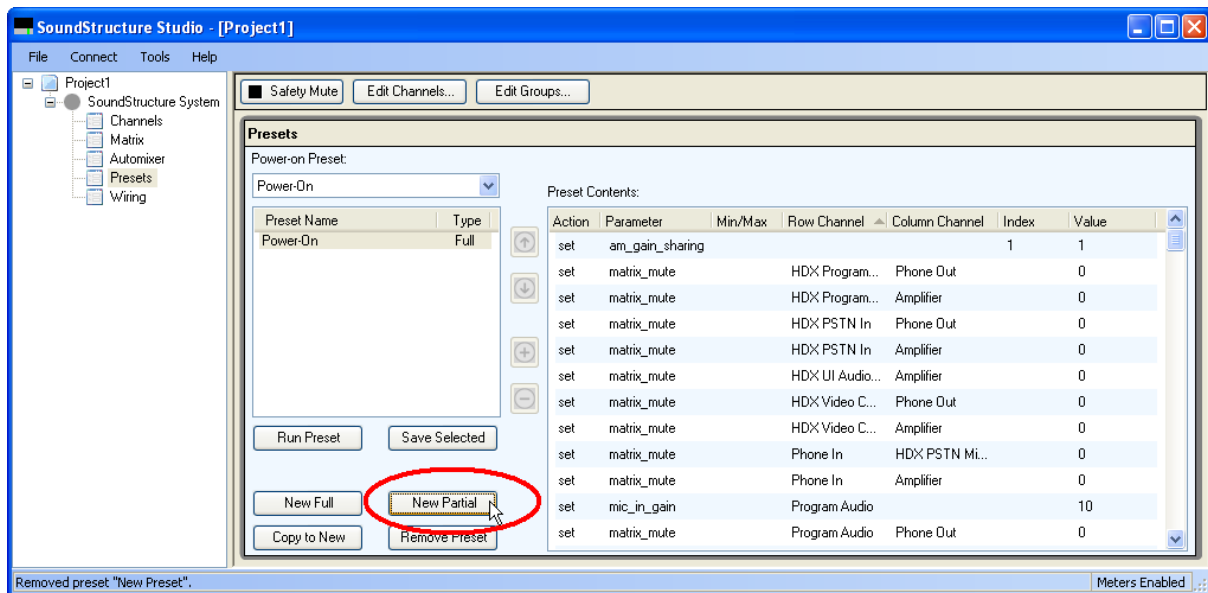 SoundStructure Studio - [Project1]
File Connect Tools Help
Project1
SoundStructure System
Channels
Matrix
Automixer
Presets
Wiring
Safety Mute Edit Channels... Edit Groups...
Presets
Power-on Preset:
Power-On
Preset Name Type
Power-On Full
Run Preset Save Selected
New Full New Partial
Copy to New Remove Preset
Preset Contents:
Action Parameter Min/Max Row Channel Column Channel Index Value
set am_gain_sharing 1 1
set matrix_mute HDX Program... Phone Out 0
set matrix_mute HDX Program... Amplifier 0
set matrix_mute HDX PSTN In Phone Out 0
set matrix_mute HDX PSTN In Amplifier 0
set matrix_mute HDX UI Audio... Amplifier 0
set matrix_mute HDX Video C... Phone Out 0
set matrix_mute HDX Video C... Amplifier 0
set matrix_mute Phone In HDX PSTN Mi... 0
set matrix_mute Phone In Amplifier 0
set mic_in_gain Program Audio 10
set matrix_mute Program Audio Phone Out 0
Removed preset "New Preset". Meters Enabled